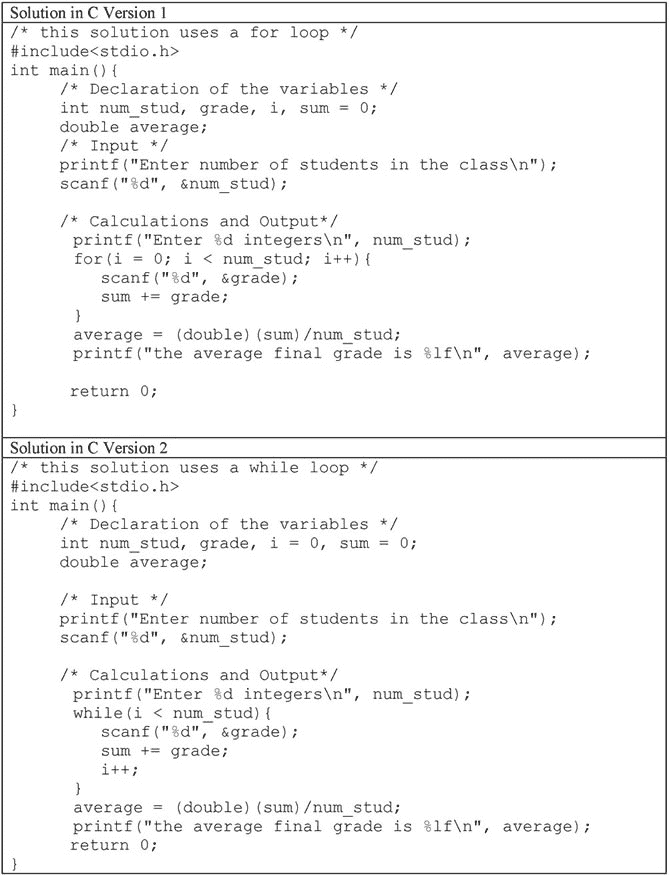 Solution in C Version 1
/* this solution uses a for loop */
#include<stdio.h>
int main(){
/* Declaration of the variables */
int num_stud, grade, i, sum = 0;
double average;
/* Input */
printf("Enter number of students in the class\n");
scanf("%d", &num_stud);
/* Calculations and Output*/
printf("Enter %d integers\n", num_stud);
for(i = 0; i < num_stud; i++){
scanf("%d", &grade);
sum += grade;
}
average = (double)(sum)/num_stud;
printf("the average final grade is %lf\n", average);
return 0;
}
Solution in C Version 2
/* this solution uses a while loop */
#include<stdio.h>
int main(){
/* Declaration of the variables */
int num_stud, grade, i = 0, sum = 0;
double average;
/* Input */
printf("Enter number of students in the class\n");
scanf("%d", &num_stud);
/* Calculations and Output*/
printf("Enter %d integers\n", num_stud);
while(i < num_stud){
scanf("%d", &grade);
sum += grade;
i++;
}
average = (double)(sum)/num_stud;
printf("the average final grade is %lf\n", average);
return 0;
}